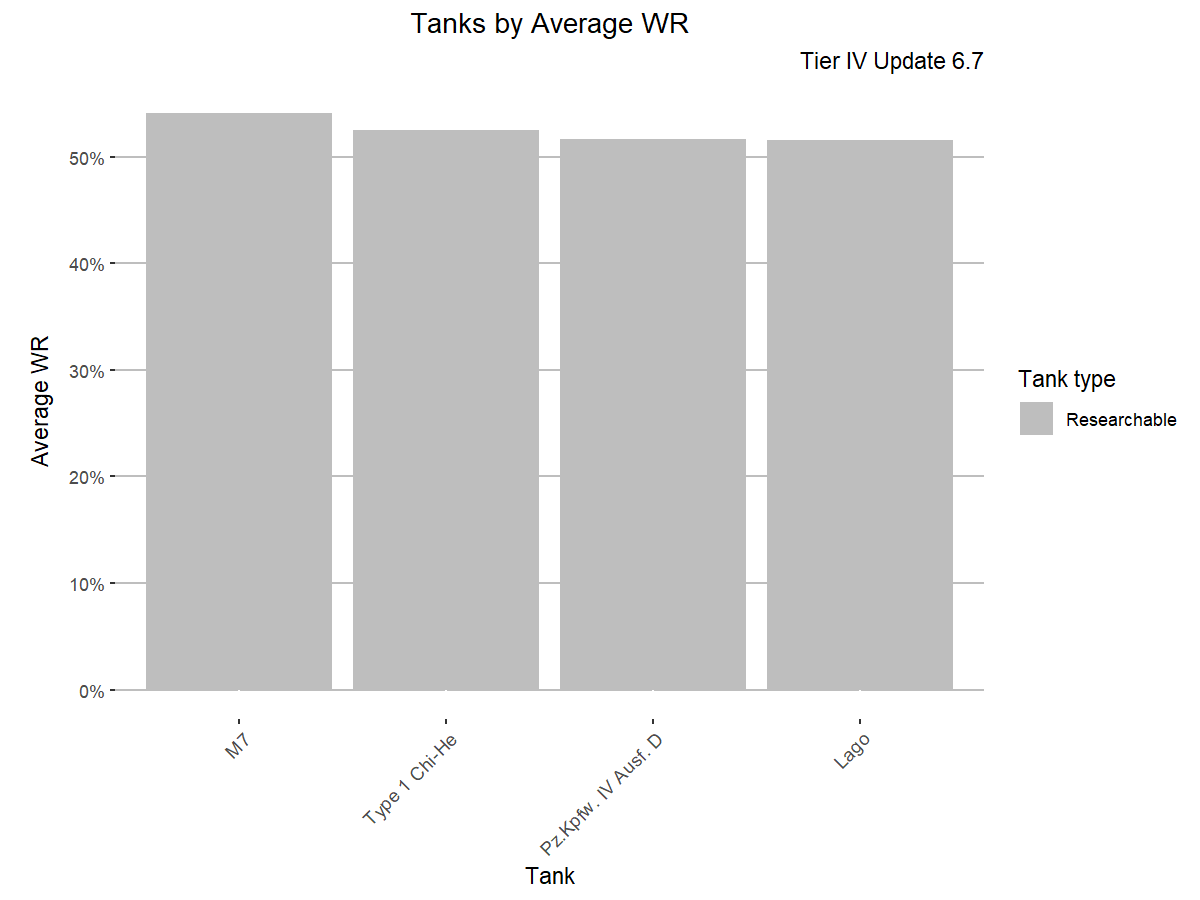 Tanks by Average WR
Tier IV Update 6.7
Average WR
50%
40%
30%
20%
10%
0%
M7
Type 1 Chi-He
Pz.Kpfw. IV Ausf. D
Lago
Tank
Tank type
Researchable